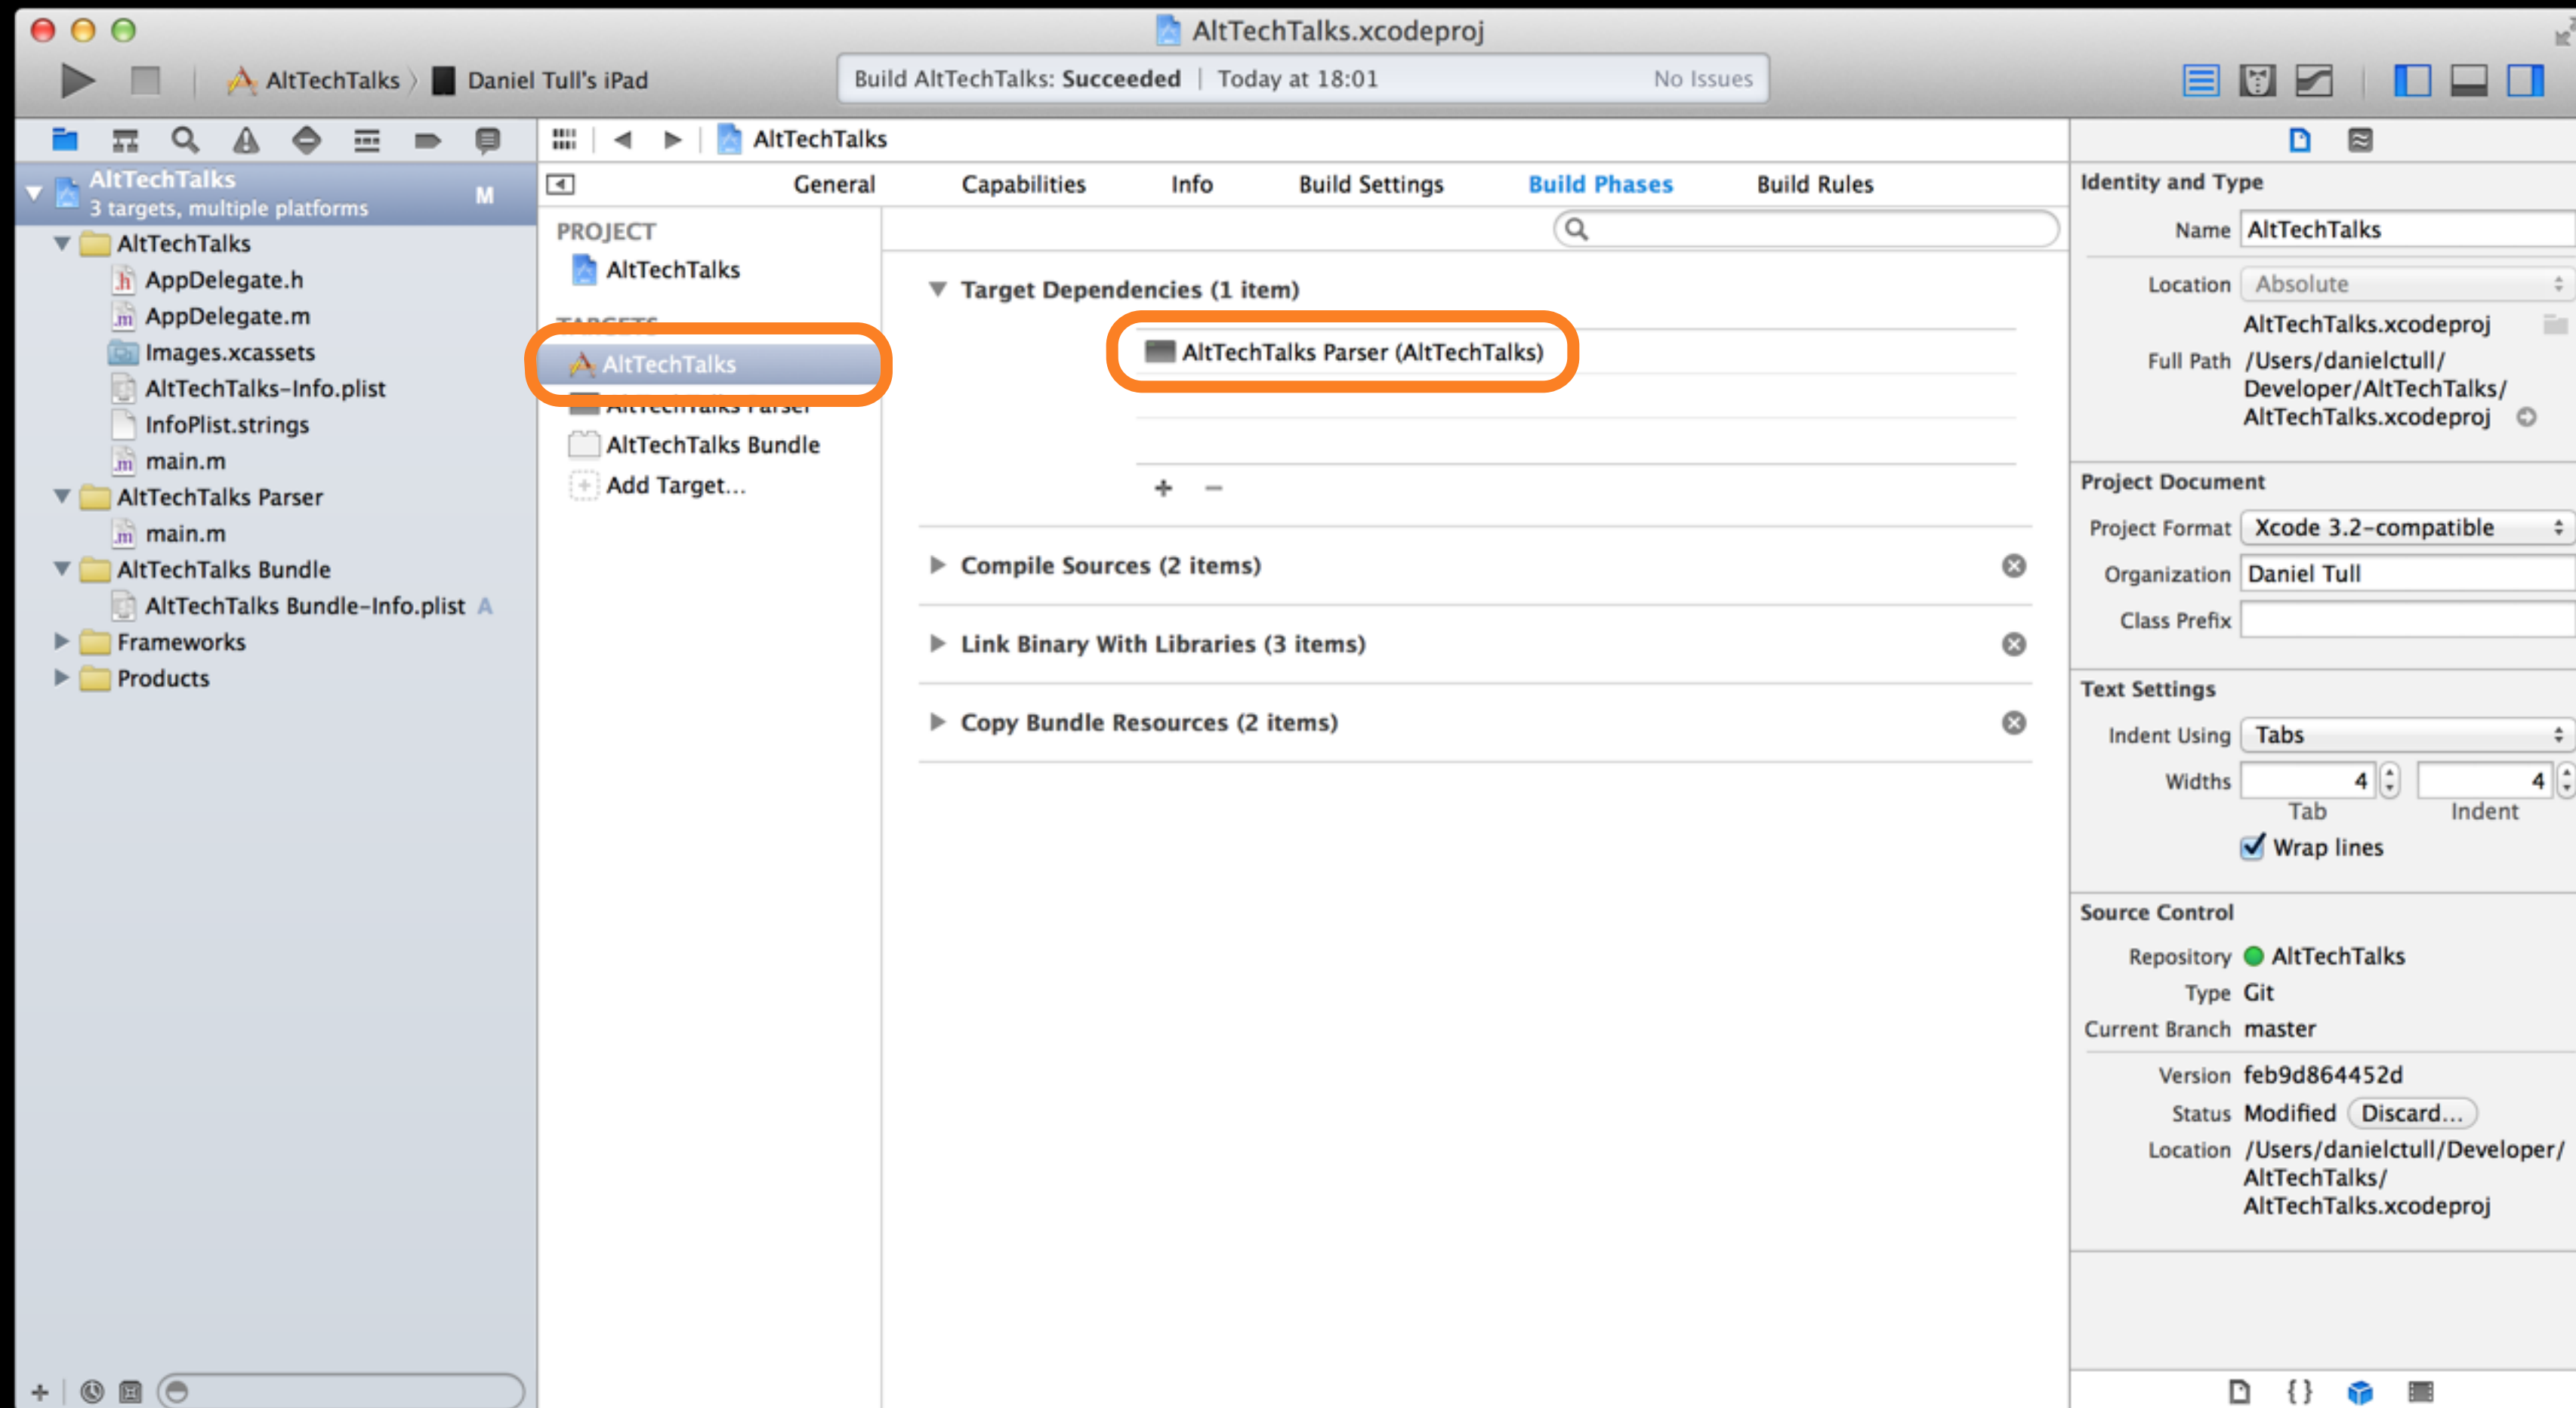 AltTechTalks.xcodeproj
AltTechTalks Daniel Tull's iPad
Build AltTechTalks: Succeeded | Today at 18:01 No Issues
AltTechTalks
3 targets, multiple platforms
M
AltTechTalks
AppDelegate.h
AppDelegate.m
Images.xcassets
AltTechTalks-Info.plist
InfoPlist.strings
main.m
AltTechTalks Parser
main.m
AltTechTalks Bundle
AltTechTalks Bundle-Info.plist A
Frameworks
Products
AltTechTalks
General Capabilities Info Build Settings Build Phases Build Rules
PROJECT
AltTechTalks
TARGETS
AltTechTalks
AltTechTalks Parser
AltTechTalks Bundle
Add Target...
Target Dependencies (1 item)
AltTechTalks Parser (AltTechTalks)
Compile Sources (2 items)
Link Binary With Libraries (3 items)
Copy Bundle Resources (2 items)
Identity and Type
Name AltTechTalks
Location Absolute
AltTechTalks.xcodeproj
Full Path /Users/danielctull/
Developer/AltTechTalks/
AltTechTalks.xcodeproj
Project Document
Project Format Xcode 3.2-compatible
Organization Daniel Tull
Class Prefix
Text Settings
Indent Using Tabs
Widths 4 4
Tab Indent
Wrap lines
Source Control
Repository AltTechTalks
Type Git
Current Branch master
Version feb9d864452d
Status Modified Discard...
Location /Users/danielctull/Developer/
AltTechTalks/
AltTechTalks.xcodeproj